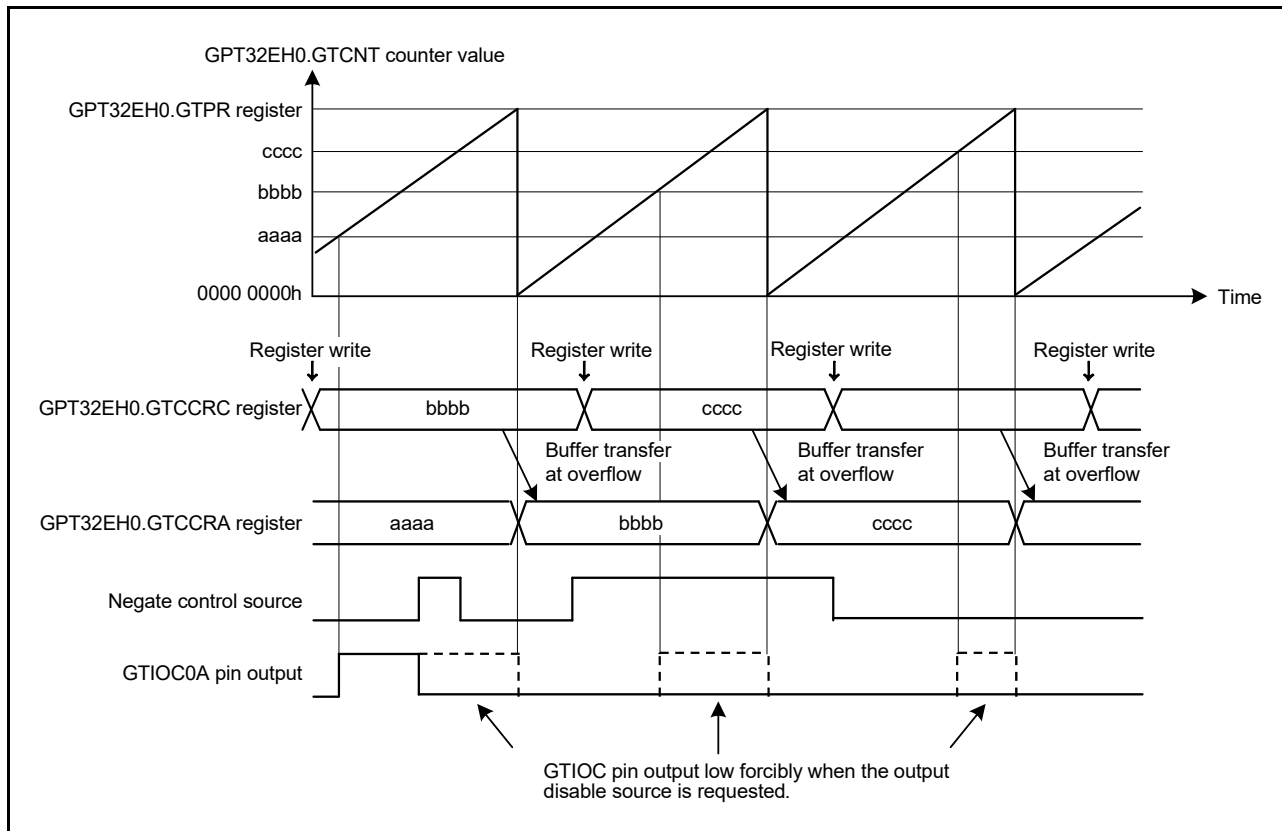 GPT32EH0.GTCNT counter value
GPT32EH0.GTPR register
cccc
bbbb
aaaa
0000 0000h
Time
Register write
Register write
Register write
Register write
GPT32EH0.GTCCRC register
bbbb
cccc
Buffer transfer
at overflow
Buffer transfer
at overflow
Buffer transfer
at overflow
GPT32EH0.GTCCRA register
aaaa
bbbb
cccc
Negate control source
GTIOC0A pin output
GTIOC pin output low forcibly when the output
disable source is requested.